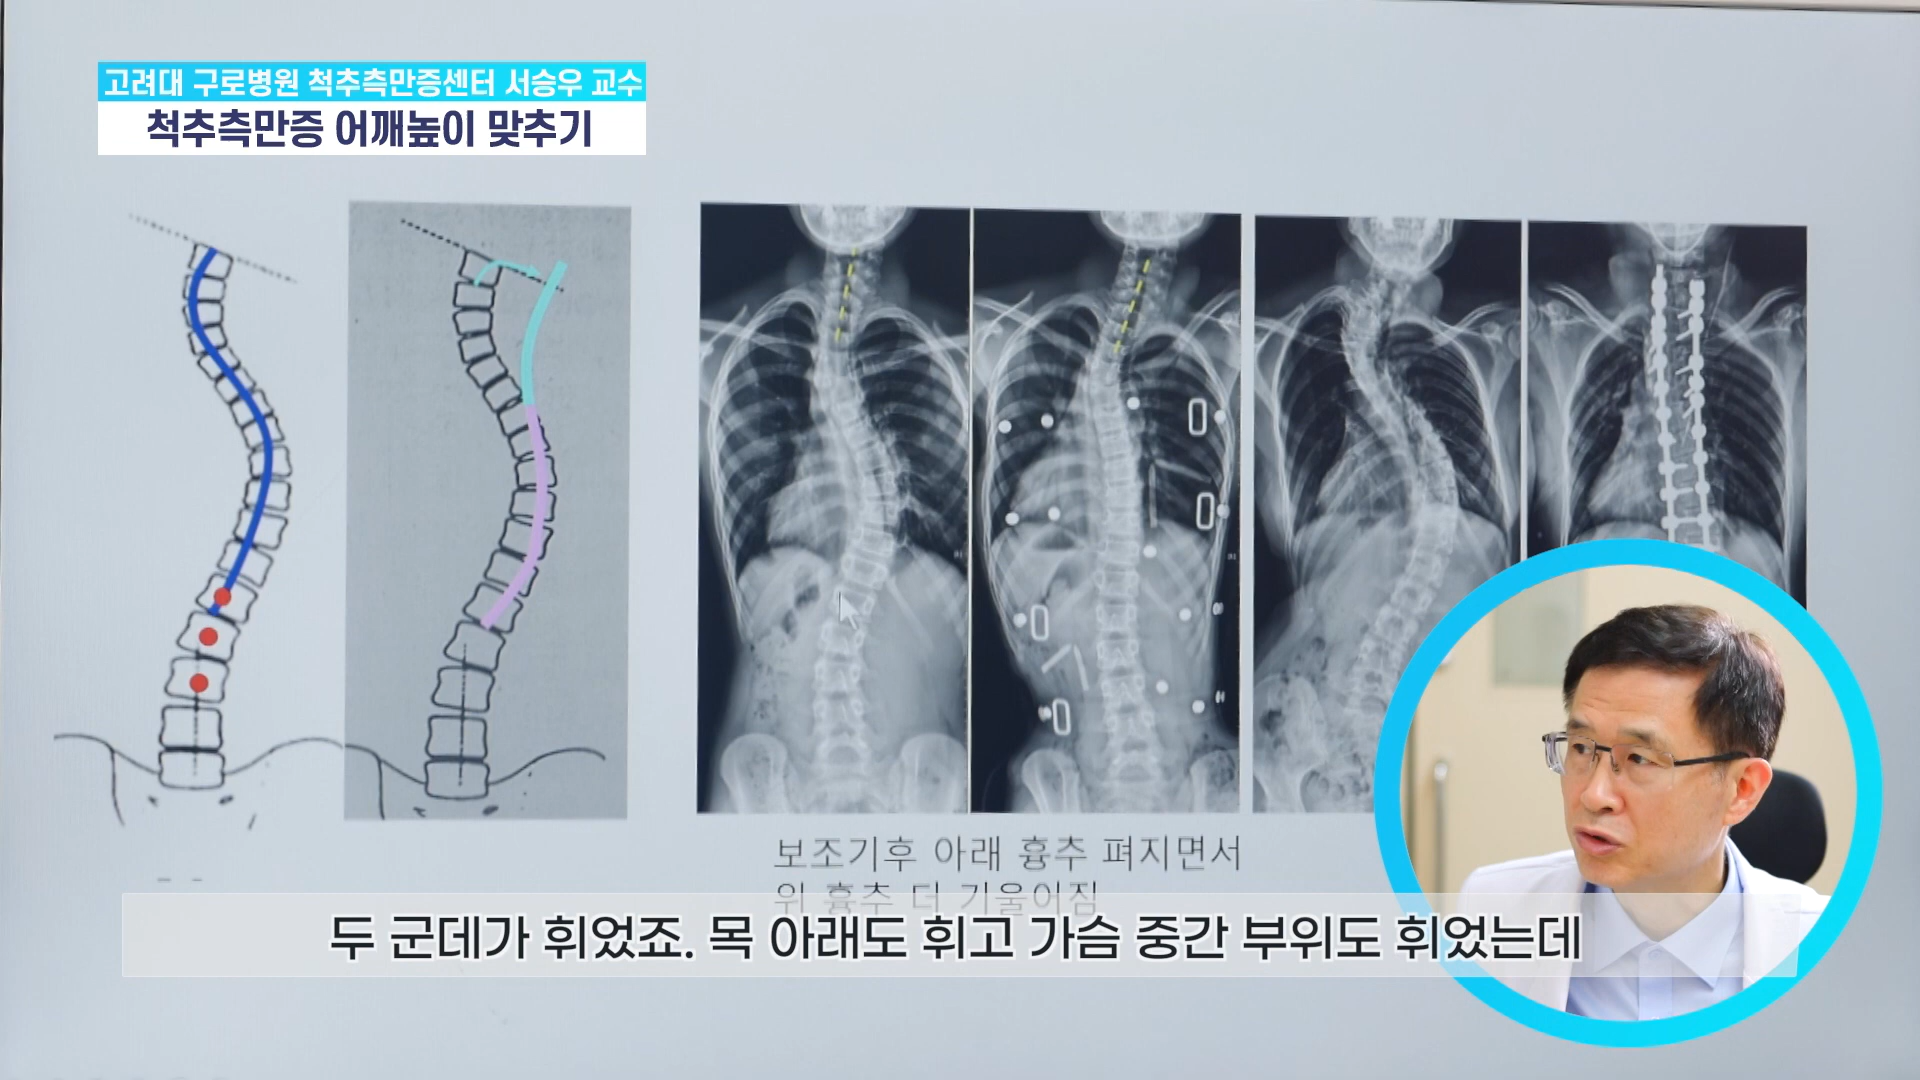 고려대 구로병원 척추측만증센터 서승우 교수
척추측만증 어깨높이 맞추기
보조기후 아래 흉추 펴지면서
위 흉추 더 기울어짐
두 군데가 휘었죠. 목 아래도 휘고 가슴 중간 부위도 휘었는데